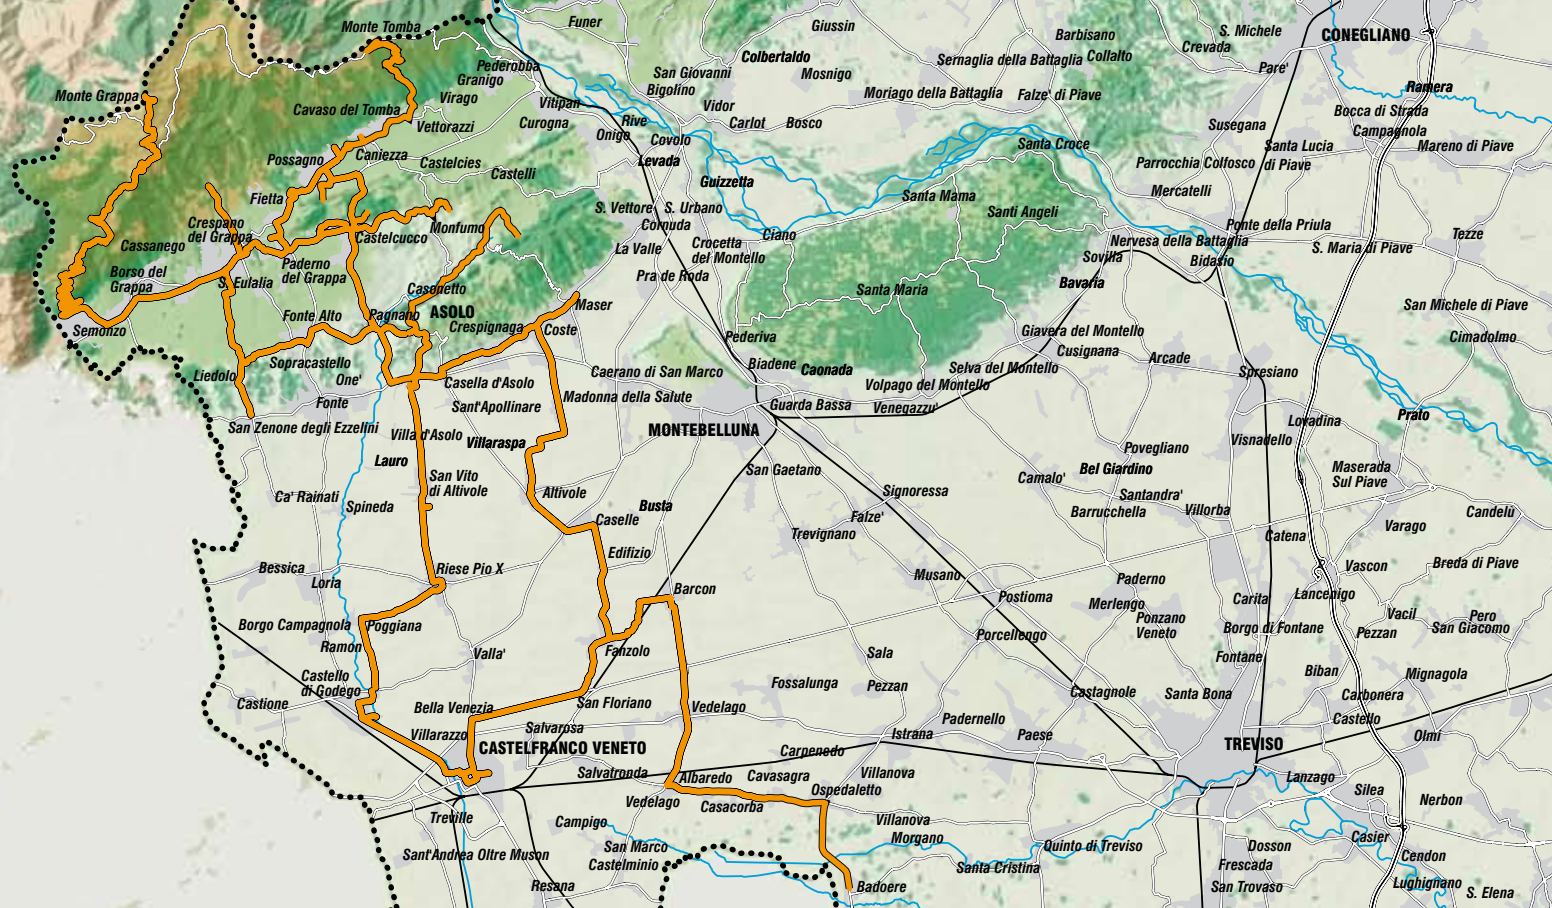 Monte Tomba
Funer
Giussin
Barbisano
S. Michele
CONEGLIANO
Crevada
Collalto
Colbertaldo
Sernaglia della Battaglia
Pare'
Pederobba
Granigo
San Giovanni
Bigolino
Mosnigo
Ramera
Monte Grappa
Virago
Vitipan
Vidor
Moriago della Battaglia
Falze' di Piave
Bocca di Strada
Cavaso del Tomba
Vettorazzi
Curogna
Rive
Onigo
Carlot
Bosco
Susegana
Campagnola
Covolo
Santa Croce
Santa Lucia
di Piave
Mareno di Piave
Possagno
Caniezza
Castelcies
Levada
Parrocchia Colfosco
Castelli
Guizzetta
Mercatelli
Fietta
Santa Mama
S. Vettore
S. Urbano
Santi Angeli
Crespano
del Grappa
Monfumo
Cornuda
Ponte della Priula
Cassanego
Castelcucco
La Valle
Crocetta
del Montello
Ciano
Nervesa della Battaglia
S. Maria di Piave
Tezze
Sovilla
Bidasio
Borso del
Grappa
Paderno
del Grappa
Pra de Roda
S. Eulalia
Casonetto
Santa Maria
Bavaria
Maser
San Michele di Piave
Fonte Alto
Pagnano
ASOLO
Semonzo
Crespignaga
Coste
Pederiva
Giavera del Montello
Cimadolmo
Cusignana
Arcade
Sopracastello
Biadene
Caonada
Selva del Montello
Liedolo
One'
Casella d'Asolo
Caerano di San Marco
Spresiano
Volpago del Montello
Fonte
Sant'Apollinare
Madonna della Salute
Guarda Bassa
Venegazzu'
Prato
San Zenone degli Ezzelini
Villa d'Asolo
Villaraspa
MONTEBELLUNA
Lovadina
Visnadello
Lauro
Povegliano
San Gaetano
Bel Giardino
Maserada
Sul Piave
San Vito
di Altivole
Camalo'
Ca' Rainati
Altivole
Signoressa
Santandra'
Spineda
Busta
Barrucchella
Villorba
Candelù
Caselle
Falze'
Varago
Trevignano
Catena
Edifizio
Bessica
Riese Pio X
Vascon
Breda di Piave
Loria
Barcon
Musano
Paderno
Postioma
Merlengo
Carita'
Lancenigo
Borgo Campagnola
Poggiana
Ponzano
Veneto
Vacil
Pero
San Giacomo
Porcellengo
Borgo di Fontane
Pezzan
Ramon
Valla'
Fanzolo
Sala
Fontane
Castello
di Godego
Fossalunga
Pezzan
Castagnole
Santa Bona
Biban
Mignagola
Carbonera
Castione
Bella Venezia
San Floriano
Vedelago
Padernello
Castello
Villarazzo
Salvarosa
Istrana
Paese
Olmi
CASTELFRANCO VENETO
Carpenedo
TREVISO
Salvatronda
Albaredo
Cavasagra
Villanova
Lanzago
Ospedaletto
Silea
Vedelago
Casacorba
Nerbon
Treville
Campigo
Villanova
Morgano
Casier
San Marco
Quinto di Treviso
Dosson
Sant'Andrea Oltre Muson
Castelminio
Cendon
Santa Cristina
Frescada
Resana
Badoere
San Trovaso
Lughignano
S. Elena